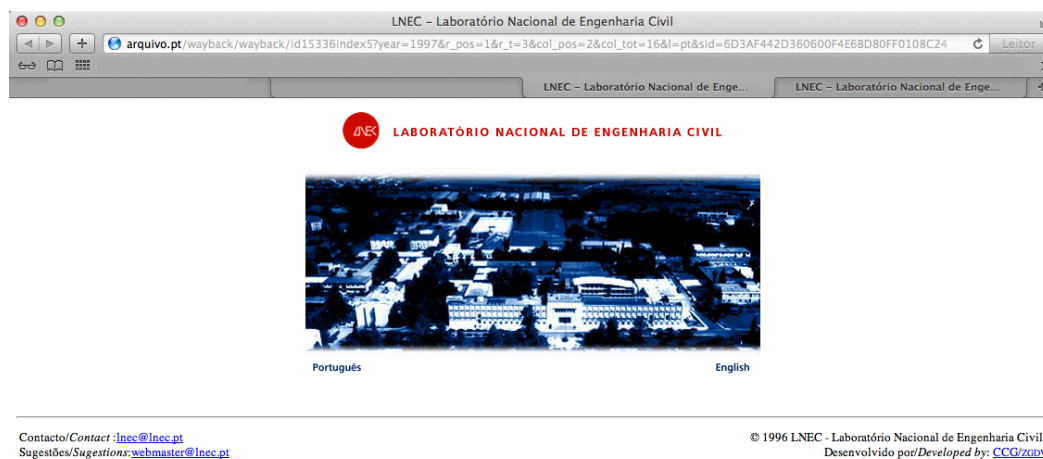 LNEC – Laboratório Nacional de Engenharia Civil
arquivo.pt/wayback/wayback/id15336index5?year=1997&r_pos=1&r_t=3&col_pos=2&col_tot=16&l=pt&sid=6D3AF442D360600F4E6BD80FF0108C24 Leitor
LNEC – Laboratório Nacional de Enge... LNEC – Laboratório Nacional de Enge...
LNEC LABORATÓRIO NACIONAL DE ENGENHARIA CIVIL
Português English
Contacto/Contact :lnec@lnec.pt © 1996 LNEC - Laboratório Nacional de Engenharia Civil
Sugestões/Sugestions:webmaster@lnec.pt Desenvolvido por/Developed by: CCG/ZGDV